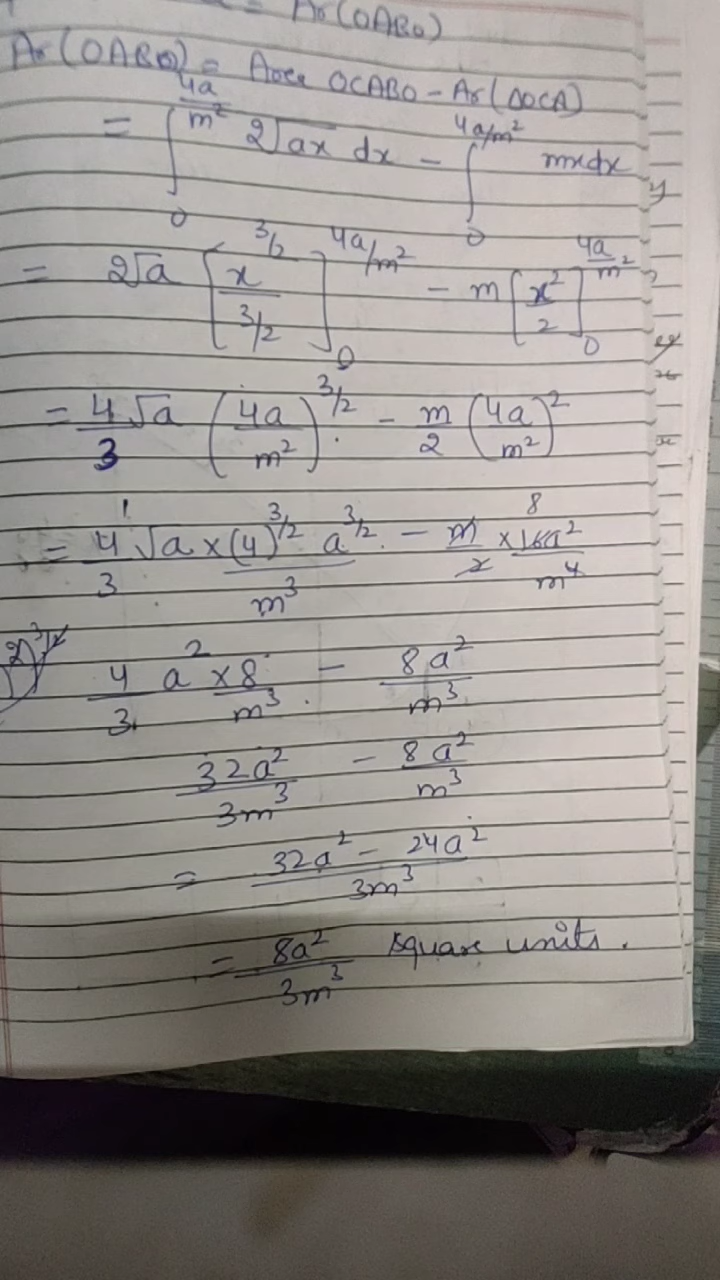 = Ar(OABO)
Ar(OABO) = Area OCABO - Ar(ΔOCA)
= ∫₀^(4a/m²) 2√ax dx - ∫₀^(4a/m²) mx dx
= 2√a [x^(3/2) / (3/2)]₀^(4a/m²) - m [x²/2]₀^(4a/m²)
= 4√a/3 (4a/m²)^(3/2) - m/2 (4a/m²)²
= 4/3 √a × (4)^(3/2) a^(3/2) / m³ - m/2 × 16a²/m⁴
4/3 a² × 8/m³ - 8a²/m³
32a²/3m³ - 8a²/m³
= (32a² - 24a²)/3m³
= 8a²/3m³ square units.